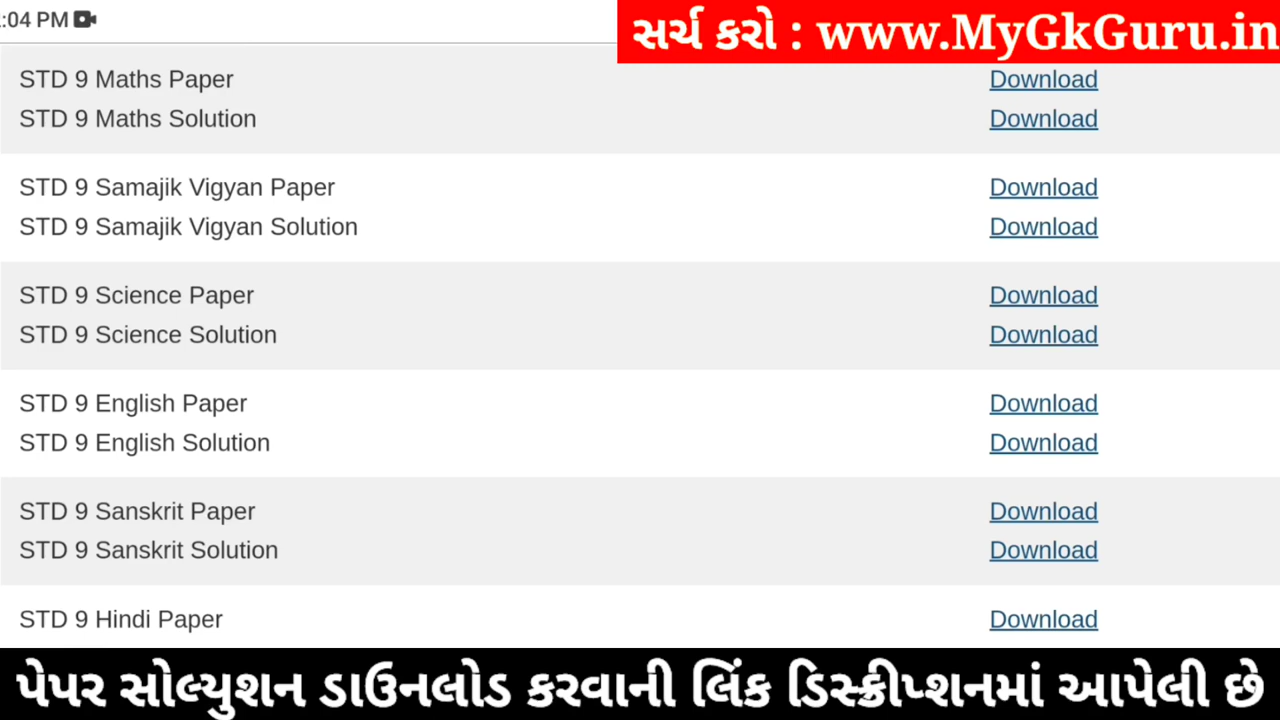 :04 PM
સર્ચ કરો : www.MyGkGuru.in
STD 9 Maths Paper Download
STD 9 Maths Solution Download
STD 9 Samajik Vigyan Paper Download
STD 9 Samajik Vigyan Solution Download
STD 9 Science Paper Download
STD 9 Science Solution Download
STD 9 English Paper Download
STD 9 English Solution Download
STD 9 Sanskrit Paper Download
STD 9 Sanskrit Solution Download
STD 9 Hindi Paper Download
પેપર સોલ્યુશન ડાઉનલોડ કરવાની લિંક ડિસ્ક્રીપ્શનમાં આપેલી છે